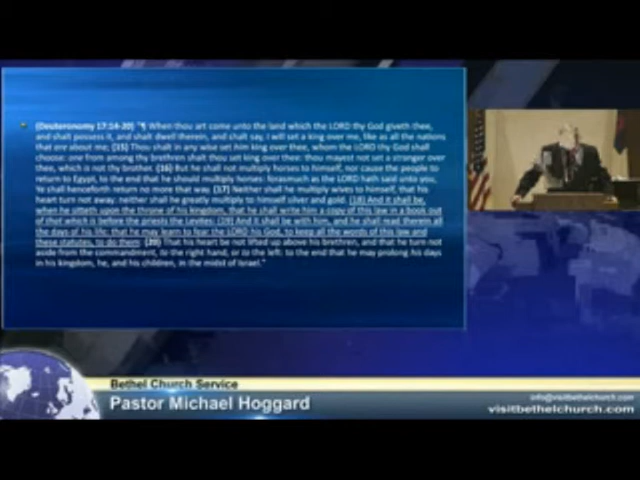 (Deuteronomy 17:14-20) "¶ When thou art come unto the land which the LORD thy God giveth thee,
and shalt possess it, and shalt dwell therein, and shalt say, I will set a king over me, like as all the nations
that are about me; (15) Thou shalt in any wise set him king over thee, whom the LORD thy God shall
choose: one from among thy brethren shalt thou set king over thee: thou mayest not set a stranger over
thee, which is not thy brother. (16) But he shall not multiply horses to himself, nor cause the people to
return to Egypt, to the end that he should multiply horses: forasmuch as the LORD hath said unto you,
Ye shall henceforth return no more that way. (17) Neither shall he multiply wives to himself, that his
heart turn not away: neither shall he greatly multiply to himself silver and gold. (18) And it shall be,
when he sitteth upon the throne of his kingdom, that he shall write him a copy of this law in a book out
of that which is before the priests the Levites: (19) And it shall be with him, and he shall read therein all
the days of his life: that he may learn to fear the LORD his God, to keep all the words of this law and
these statutes, to do them: (20) That his heart be not lifted up above his brethren, and that he turn not
aside from the commandment, to the right hand, or to the left: to the end that he may prolong his days
in his kingdom, he, and his children, in the midst of Israel."
Bethel Church Service
Pastor Michael Hoggard
info@visitbethelchurch.com
visitbethelchurch.com